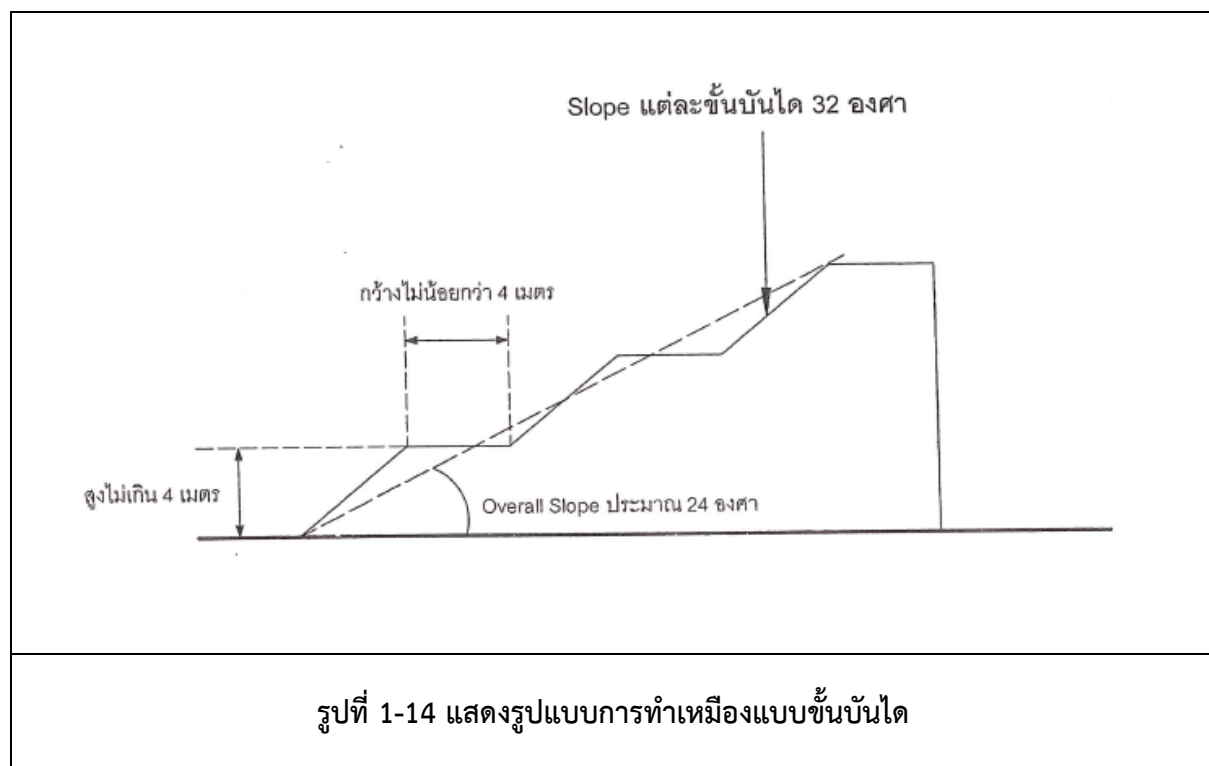 Slope แต่ละขั้นบันได 32 องศา
กว้างไม่น้อยกว่า 4 เมตร
สูงไม่เกิน 4 เมตร
Overall Slope ประมาณ 24 องศา
รูปที่ 1-14 แสดงรูปแบบการทำเหมืองแบบขั้นบันได